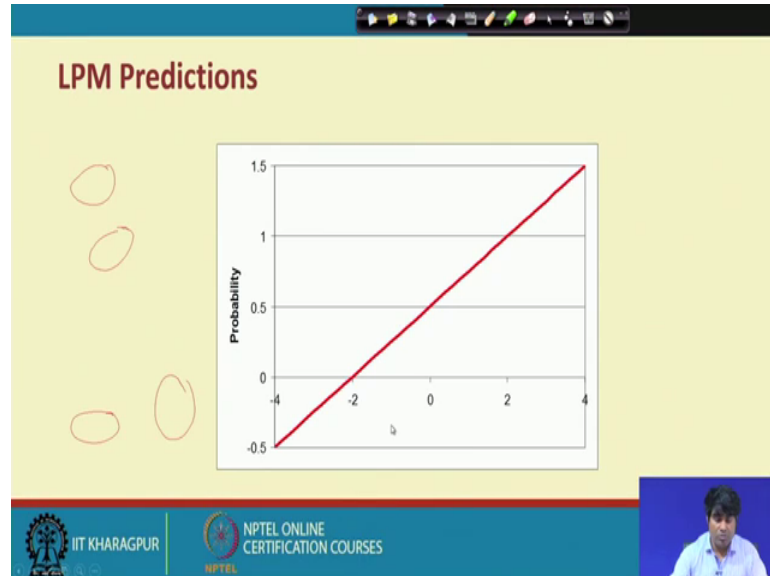 LPM Predictions
1.5
1
0.5
0
-0.5
Probability
-4
-2
0
2
4
IIT KHARAGPUR
NPTEL
NPTEL ONLINE
CERTIFICATION COURSES